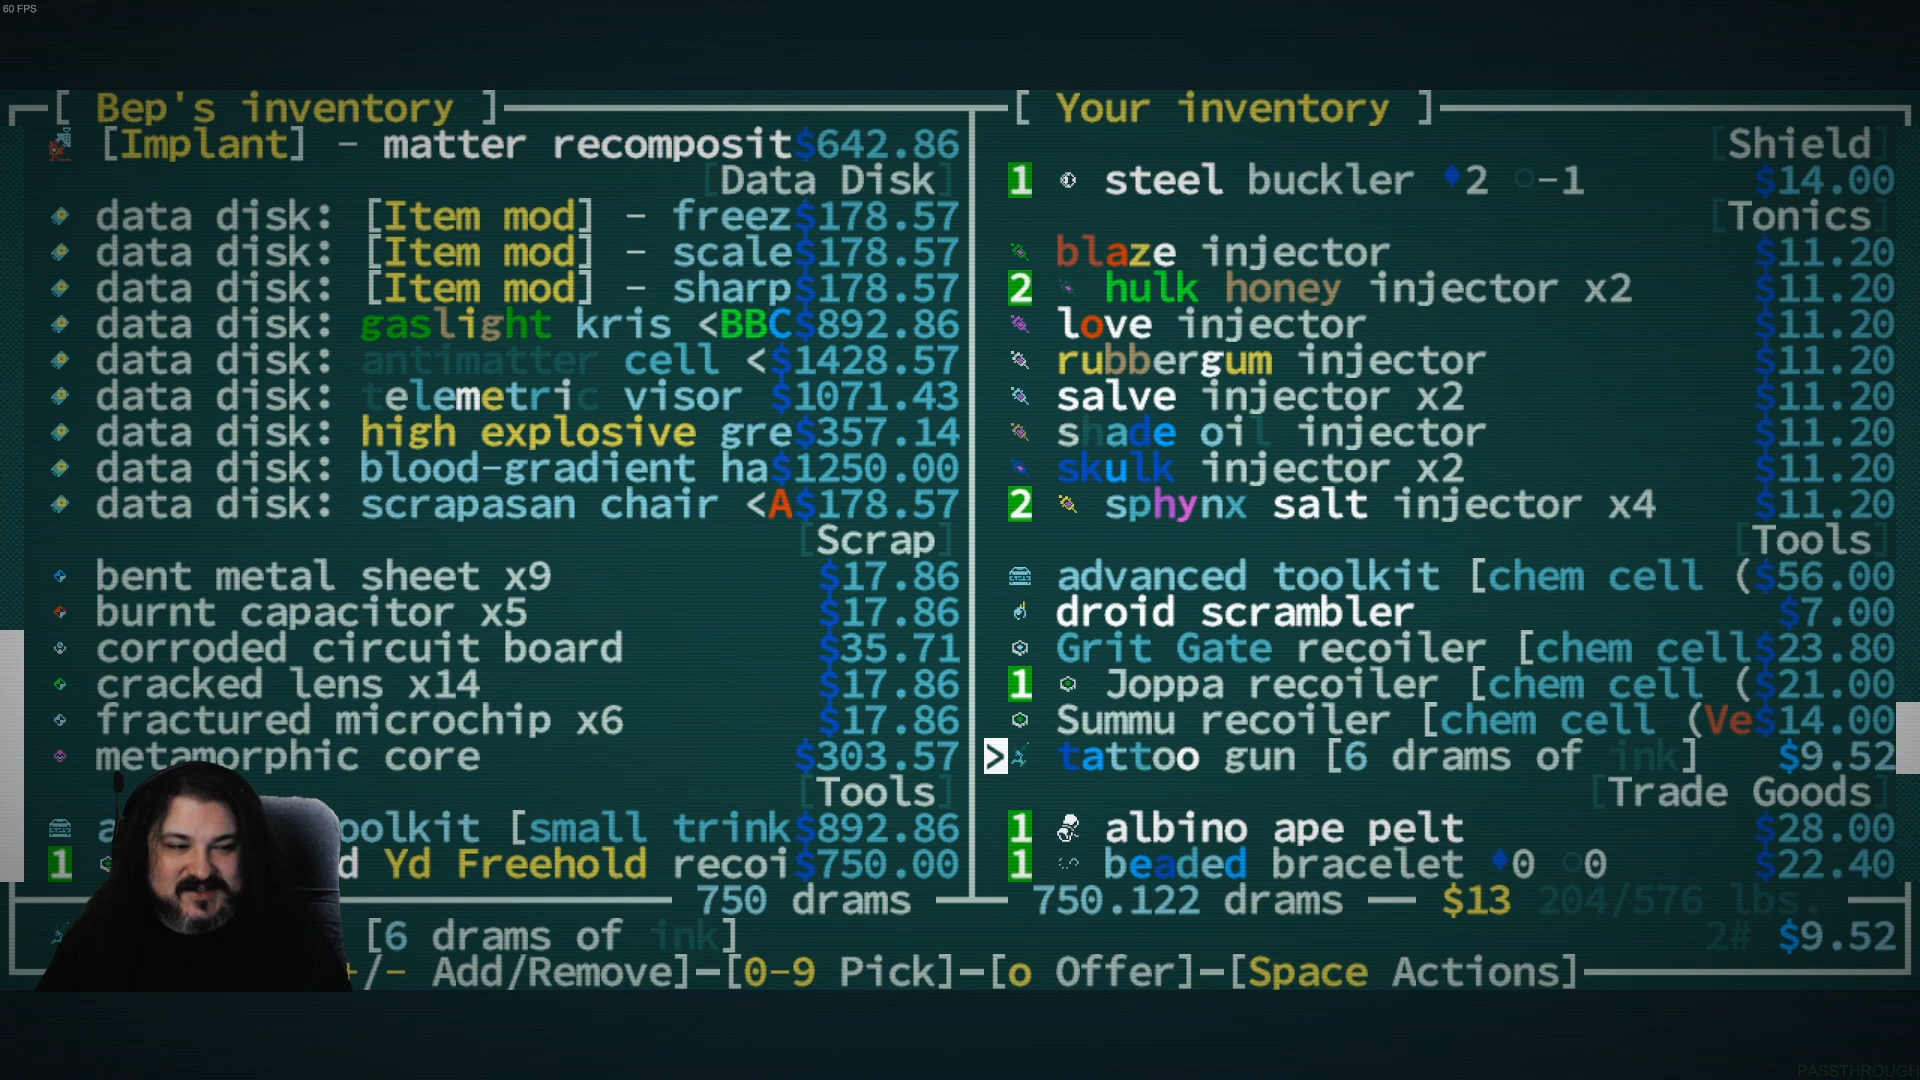 60 FPS
[ Bep's inventory ]
[Implant] - matter recomposit$642.86
[Data Disk]
data disk: [Item mod] - freez$178.57
data disk: [Item mod] - scale$178.57
data disk: [Item mod] - sharp$178.57
data disk: gaslight kris <BBC$892.86
data disk: antimatter cell <$1428.57
data disk: telemetric visor $1071.43
data disk: high explosive gre$357.14
data disk: blood-gradient ha$1250.00
data disk: scrapasan chair <A$178.57
[Scrap]
bent metal sheet x9 $17.86
burnt capacitor x5 $17.86
corroded circuit board $35.71
cracked lens x14 $17.86
fractured microchip x6 $17.86
metamorphic core $303.57
[Tools]
a oolkit [small trink$892.86
1 d Yd Freehold recoi$750.00
750 drams
[ Your inventory ]
[Shield]
1 steel buckler ♦2 ○-1 $14.00
[Tonics]
blaze injector $11.20
2 hulk honey injector x2 $11.20
love injector $11.20
rubbergum injector $11.20
salve injector x2 $11.20
shade oil injector $11.20
skulk injector x2 $11.20
2 sphynx salt injector x4 $11.20
[Tools]
advanced toolkit [chem cell ($56.00
droid scrambler $7.00
Grit Gate recoiler [chem cell$23.80
1 Joppa recoiler [chem cell ($21.00
Summu recoiler [chem cell (Ve$14.00
> tattoo gun [6 drams of ink] $9.52
[Trade Goods]
1 albino ape pelt $28.00
1 beaded bracelet ♦0 ○0 $22.40
750.122 drams — $13 204/576 lbs.
[6 drams of ink] 2# $9.52
+/- Add/Remove]-[0-9 Pick]-[o Offer]-[Space Actions]
PASSTHROUGH